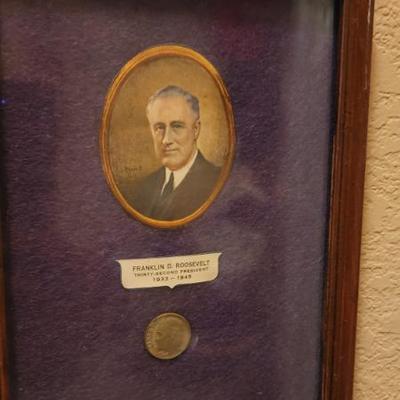 FRANKLIN D. ROOSEVELT
THIRTY-SECOND PRESIDENT
1933 – 1945